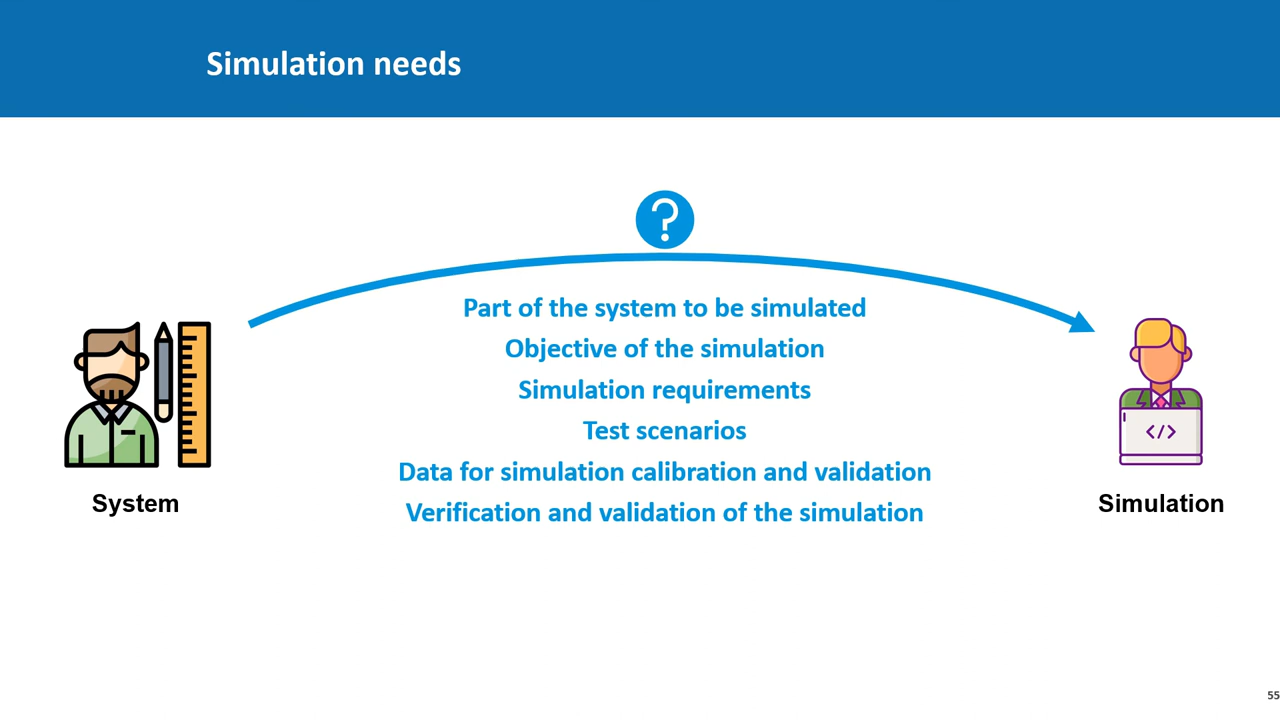 Simulation needs
?
Part of the system to be simulated
Objective of the simulation
Simulation requirements
Test scenarios
Data for simulation calibration and validation
Verification and validation of the simulation
</>
System
Simulation
55